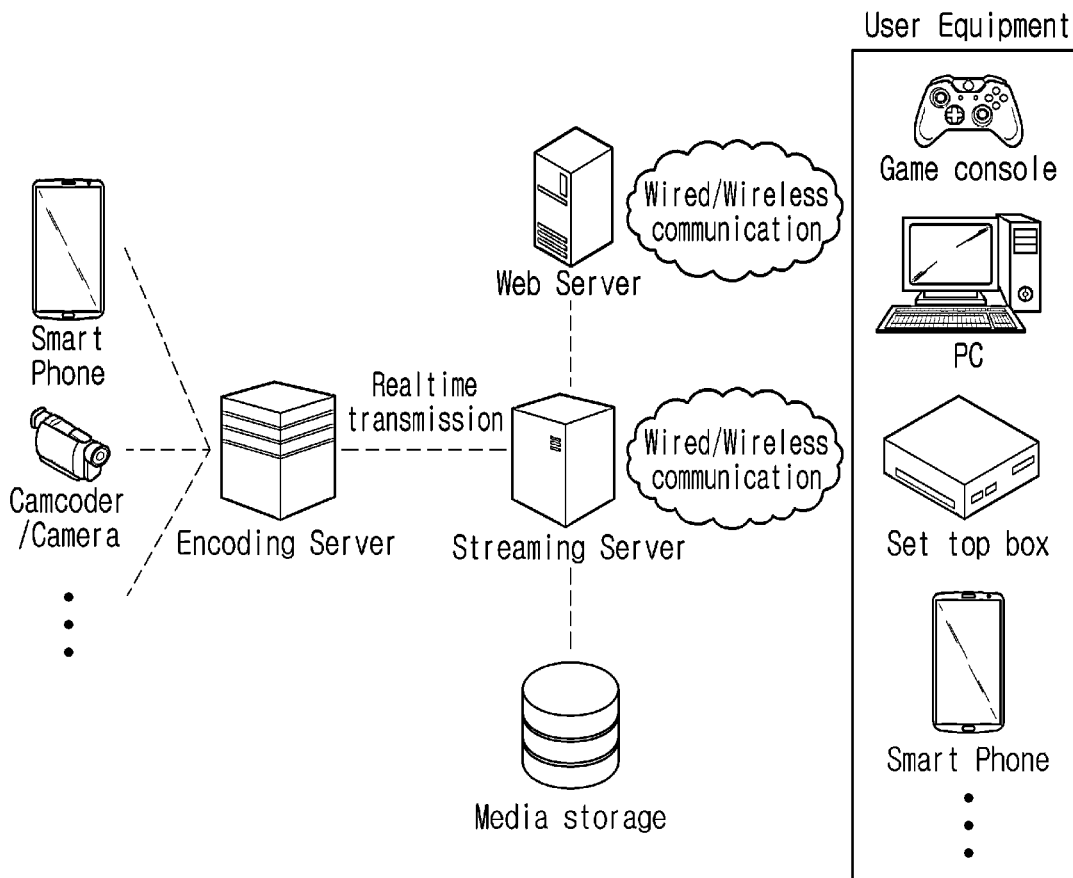 User Equipment
Game console
Wired/Wireless
communication
Web Server
Smart
Phone
PC
Realtime
transmission
Wired/Wireless
communication
Camcoder
/Camera
Encoding Server
Streaming Server
Set top box
Media storage
Smart Phone